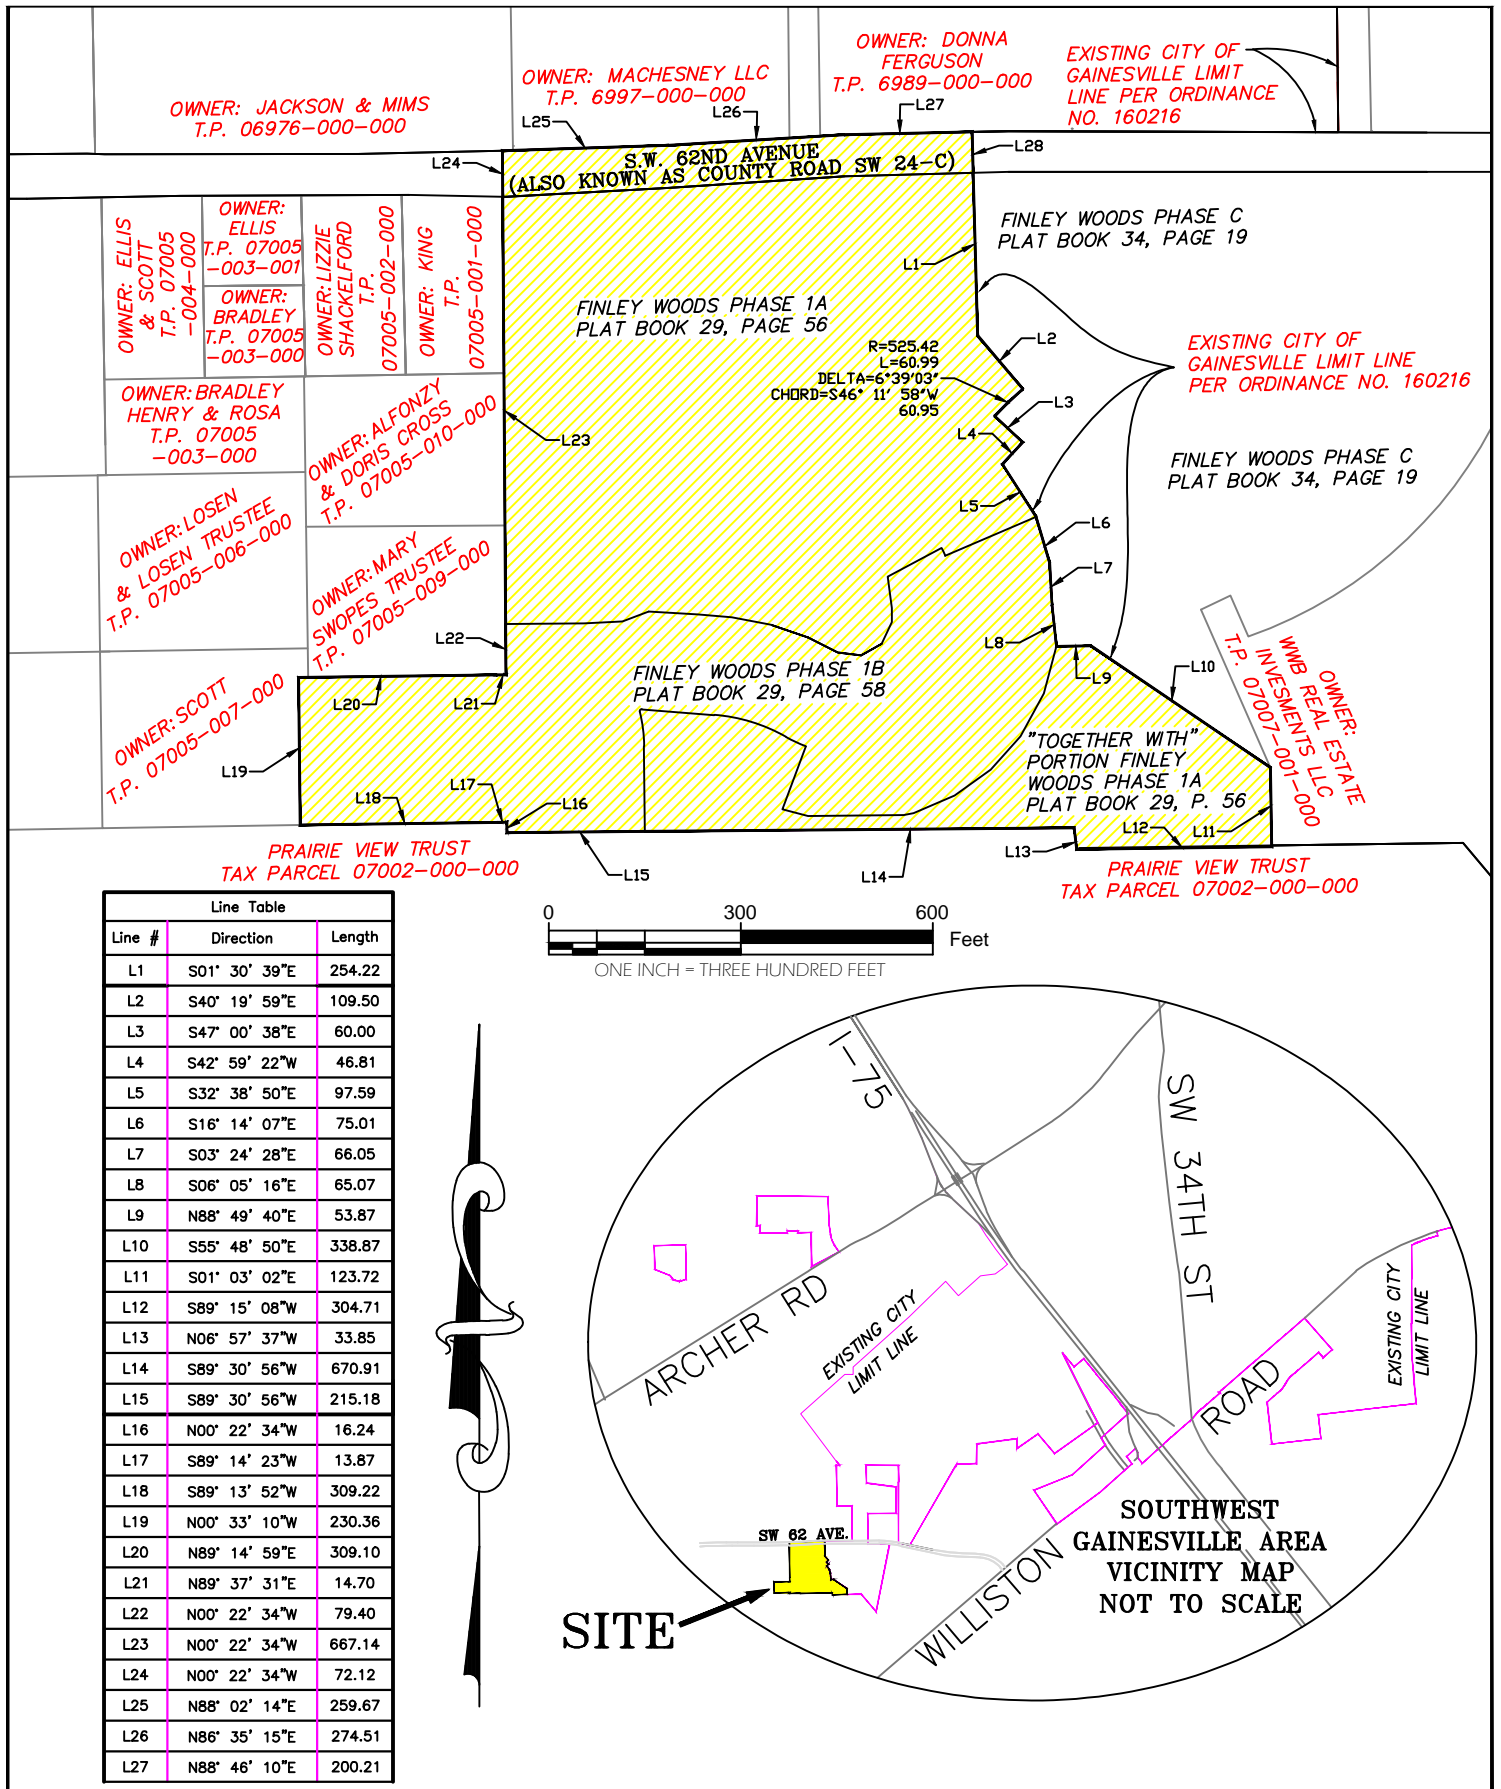 OWNER: JACKSON & MIMS
T.P. 06976-000-000
OWNER: MACHESNEY LLC
T.P. 6997-000-000
OWNER: DONNA
FERGUSON
T.P. 6989-000-000
EXISTING CITY OF
GAINESVILLE LIMIT
LINE PER ORDINANCE
NO. 160216
L25
L26
L27
L28
L24
S.W. 62ND AVENUE
(ALSO KNOWN AS COUNTY ROAD SW 24-C)
OWNER: ELLIS
& SCOTT
T.P. 07005
-004-000
OWNER:
ELLIS
T.P. 07005
-003-001
OWNER:
BRADLEY
T.P. 07005
-003-000
OWNER: LIZZIE
SHACKELFORD
T.P.
07005-002-000
OWNER: KING
T.P.
07005-001-000
FINLEY WOODS PHASE C
PLAT BOOK 34, PAGE 19
L1
FINLEY WOODS PHASE 1A
PLAT BOOK 29, PAGE 56
R=525.42
L=60.99
DELTA=6°39'03"
CHORD=S46° 11' 58"W
60.95
L2
L3
L4
EXISTING CITY OF
GAINESVILLE LIMIT LINE
PER ORDINANCE NO. 160216
OWNER: BRADLEY
HENRY & ROSA
T.P. 07005
-003-000
OWNER: ALFONZY
& DORIS CROSS
T.P. 07005-010-000
L23
FINLEY WOODS PHASE C
PLAT BOOK 34, PAGE 19
L5
L6
L7
L8
L9
L10
OWNER: LOSEN
& LOSEN TRUSTEE
T.P. 07005-006-000
OWNER: MARY
SWOPES TRUSTEE
T.P. 07005-009-000
L22
FINLEY WOODS PHASE 1B
PLAT BOOK 29, PAGE 58
OWNER:
WWB REAL ESTATE
INVESMENTS LLC
T.P. 07007-001-000
OWNER: SCOTT
T.P. 07005-007-000
L20
L21
L19
L18
L17
L16
"TOGETHER WITH"
PORTION FINLEY
WOODS PHASE 1A
PLAT BOOK 29, P. 56
L12
L11
L13
L14
L15
PRAIRIE VIEW TRUST
TAX PARCEL 07002-000-000
PRAIRIE VIEW TRUST
TAX PARCEL 07002-000-000
Line Table
Line # Direction Length
L1 S01° 30' 39"E 254.22
L2 S40° 19' 59"E 109.50
L3 S47° 00' 38"E 60.00
L4 S42° 59' 22"W 46.81
L5 S32° 38' 50"E 97.59
L6 S16° 14' 07"E 75.01
L7 S03° 24' 28"E 66.05
L8 S06° 05' 16"E 65.07
L9 N88° 49' 40"E 53.87
L10 S55° 48' 50"E 338.87
L11 S01° 03' 02"E 123.72
L12 S89° 15' 08"W 304.71
L13 N06° 57' 37"W 33.85
L14 S89° 30' 56"W 670.91
L15 S89° 30' 56"W 215.18
L16 N00° 22' 34"W 16.24
L17 S89° 14' 23"W 13.87
L18 S89° 13' 52"W 309.22
L19 N00° 33' 10"W 230.36
L20 N89° 14' 59"E 309.10
L21 N89° 37' 31"E 14.70
L22 N00° 22' 34"W 79.40
L23 N00° 22' 34"W 667.14
L24 N00° 22' 34"W 72.12
L25 N88° 02' 14"E 259.67
L26 N86° 35' 15"E 274.51
L27 N88° 46' 10"E 200.21
0 300 600
Feet
ONE INCH = THREE HUNDRED FEET
I-75
SW 34TH ST
ARCHER RD
EXISTING CITY
LIMIT LINE
EXISTING CITY
LIMIT LINE
WILLISTON ROAD
SW 62 AVE.
SITE
SOUTHWEST
GAINESVILLE AREA
VICINITY MAP
NOT TO SCALE